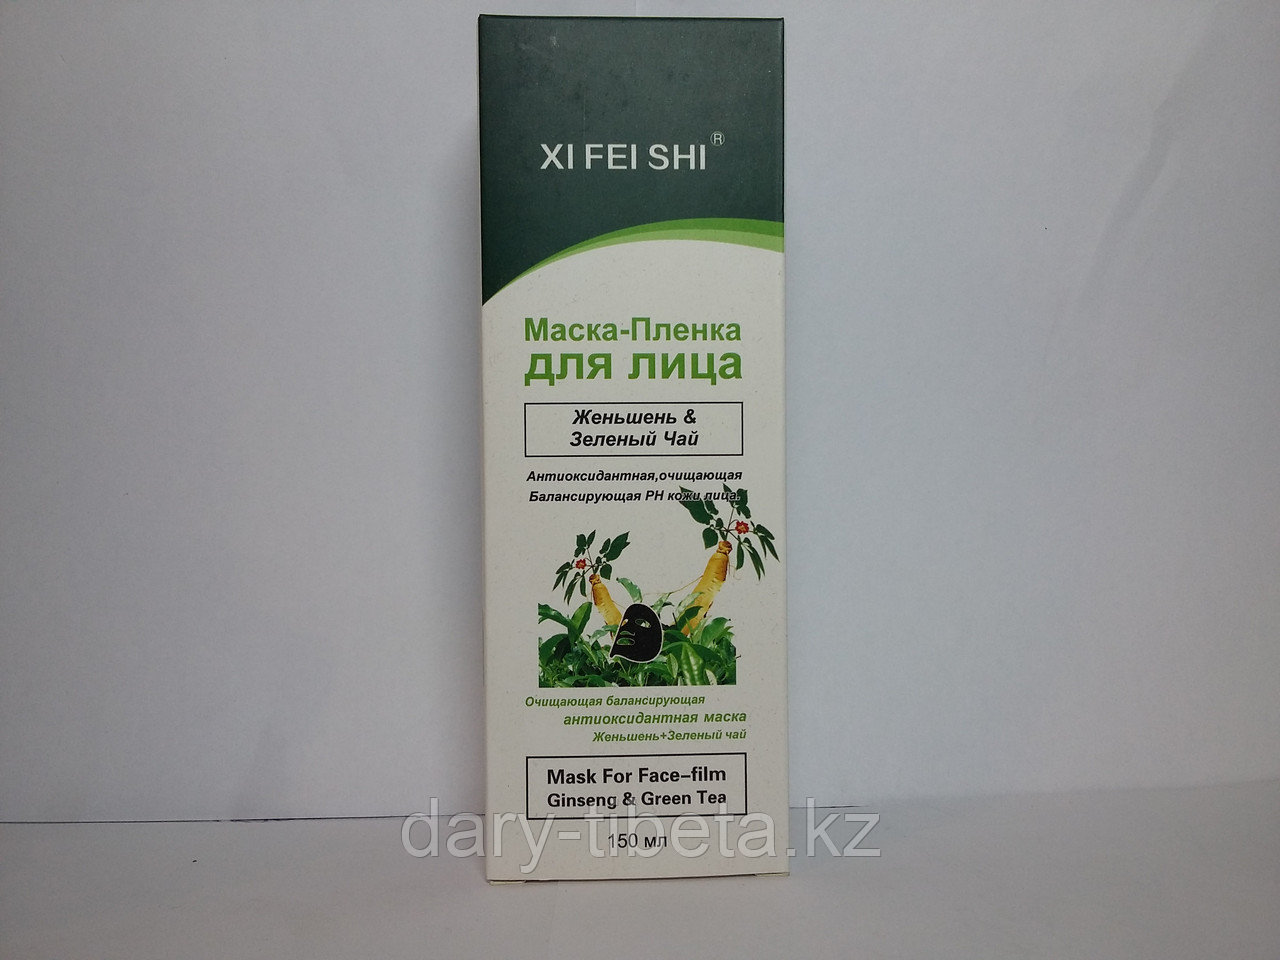 XI FEI SHI ®
Маска-Пленка
для лица
Женьшень &
Зеленый Чай
Антиоксидантная,очищающая
Балансирующая PH кожи лица.
Очищающая балансирующая
антиоксидантная маска
Женьшень+Зеленый чай
Mask For Face-film
Ginseng & Green Tea
dary-tibeta.kz
150 мл